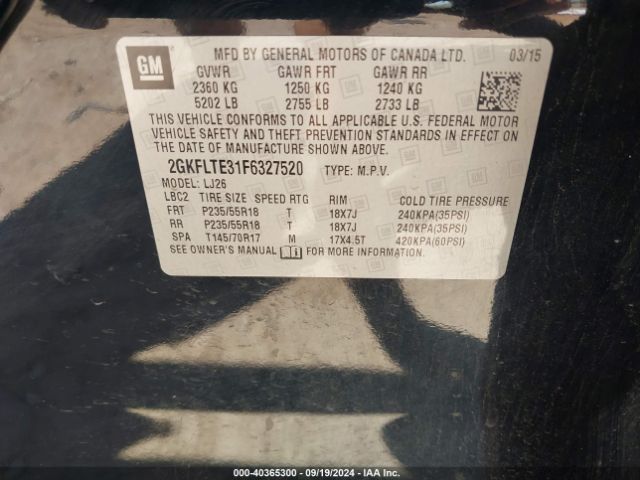 GM
MFD BY GENERAL MOTORS OF CANADA LTD. 03/15
GVWR GAWR FRT GAWR RR
2360 KG 1250 KG 1240 KG
5202 LB 2755 LB 2733 LB
THIS VEHICLE CONFORMS TO ALL APPLICABLE U.S. FEDERAL MOTOR
VEHICLE SAFETY AND THEFT PREVENTION STANDARDS IN EFFECT ON
THE DATE OF MANUFACTURE SHOWN ABOVE.
2GKFLTE31F6327520 TYPE: M.P.V.
MODEL: LJ26
LBC2 TIRE SIZE SPEED RTG RIM COLD TIRE PRESSURE
FRT P235/55R18 T 18X7J 240KPA(35PSI)
RR P235/55R18 T 18X7J 240KPA(35PSI)
SPA T145/70R17 M 17X4.5T 420KPA(60PSI)
SEE OWNER'S MANUAL FOR MORE INFORMATION.
000-40365300 - 09/19/2024 - IAA Inc.